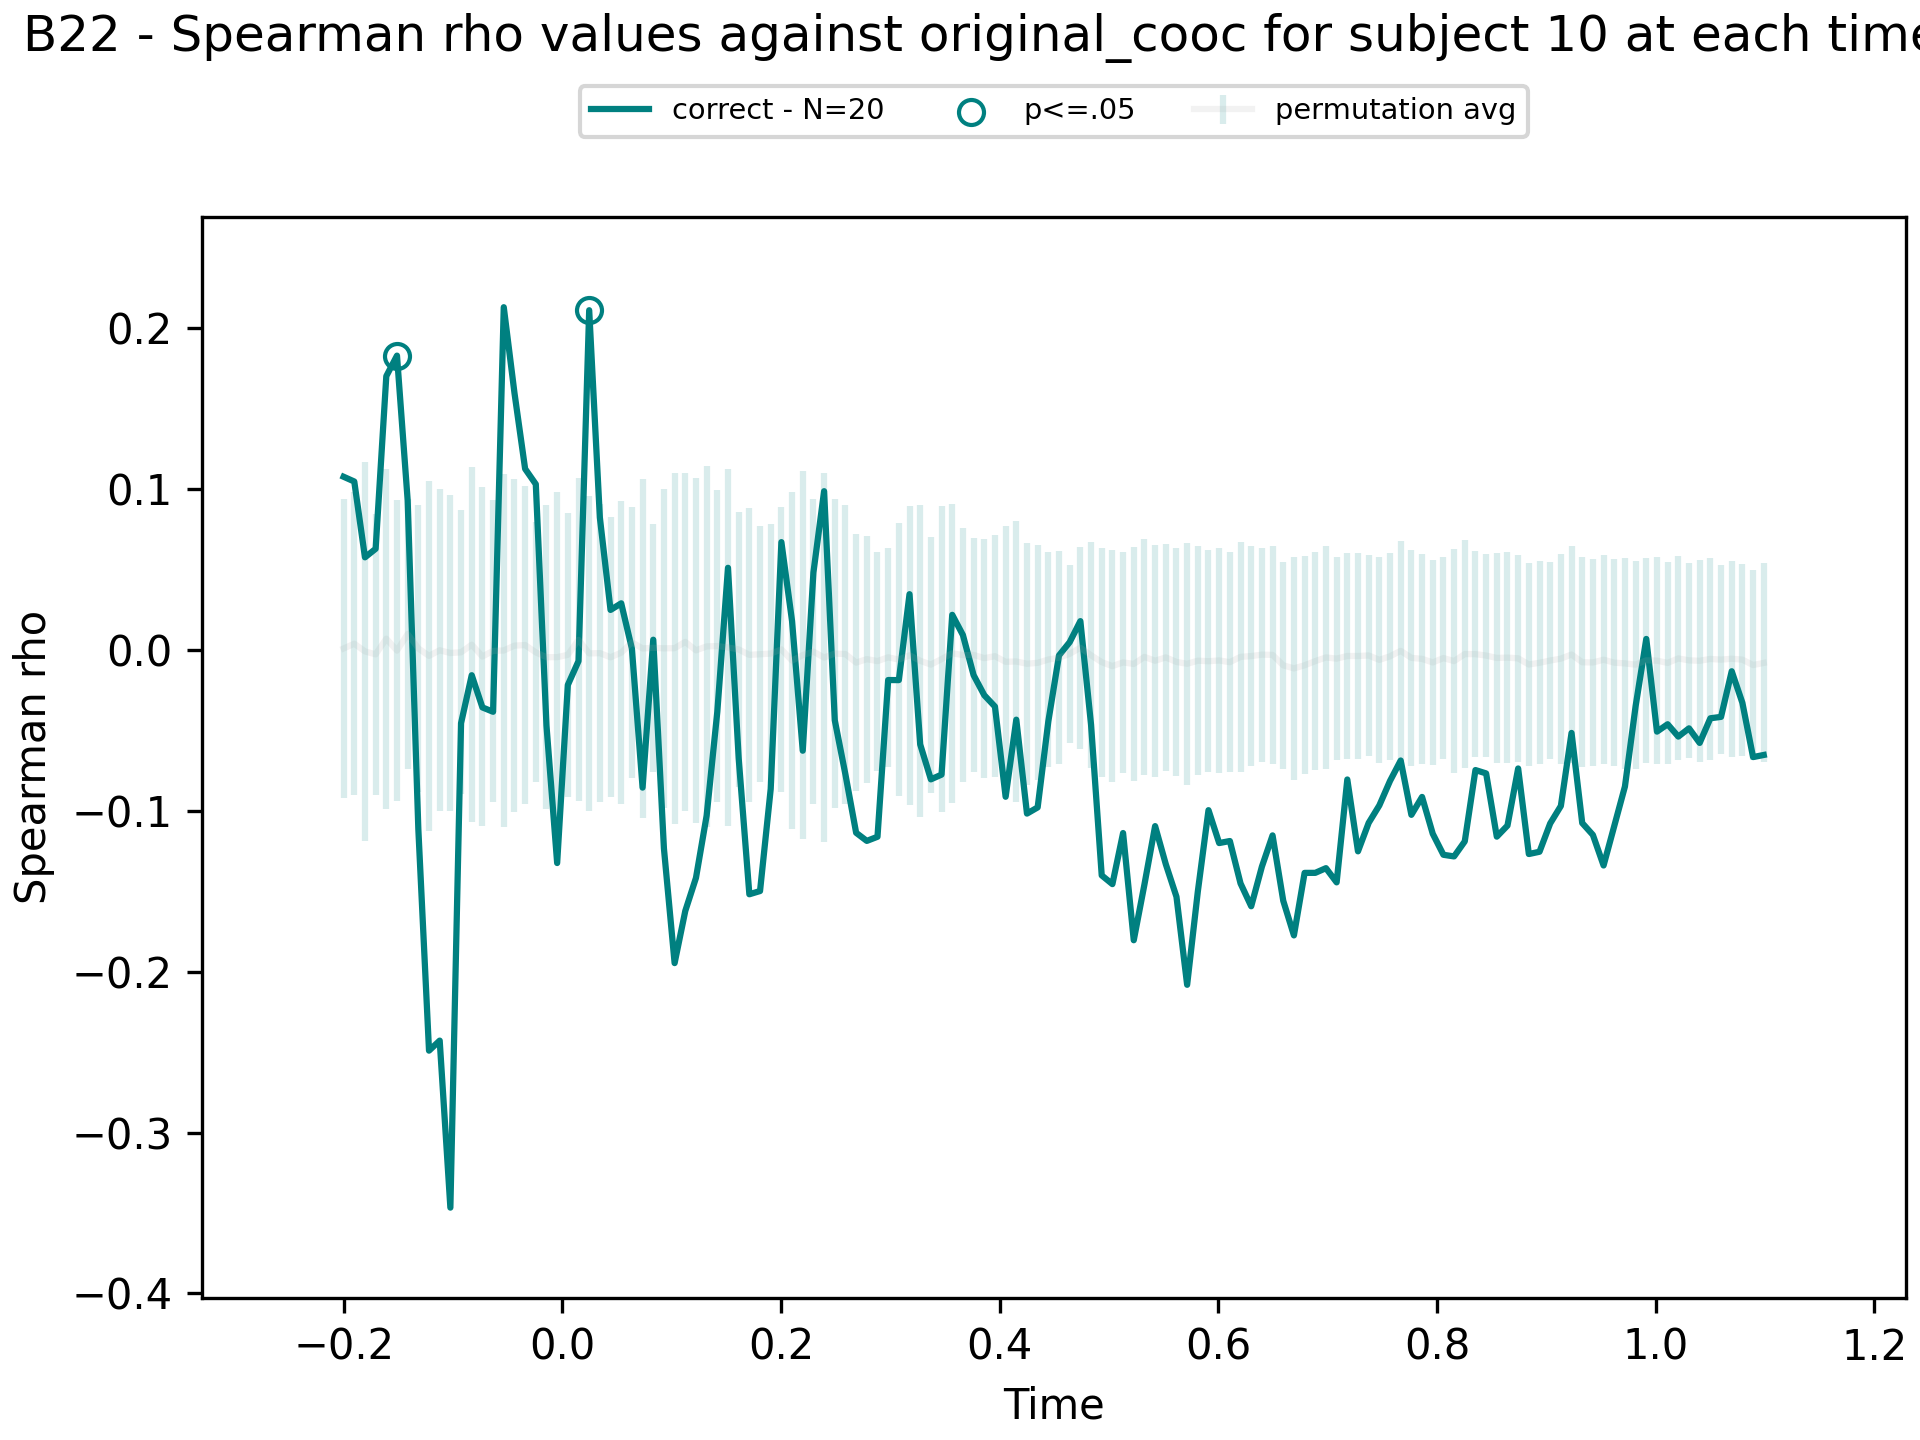 B22 - Spearman rho values against original_cooc for subject 10 at each time
correct - N=20 p<=.05 permutation avg
0.2
0.1
0.0
−0.1
−0.2
−0.3
−0.4
Spearman rho
−0.2 0.0 0.2 0.4 0.6 0.8 1.0 1.2
Time